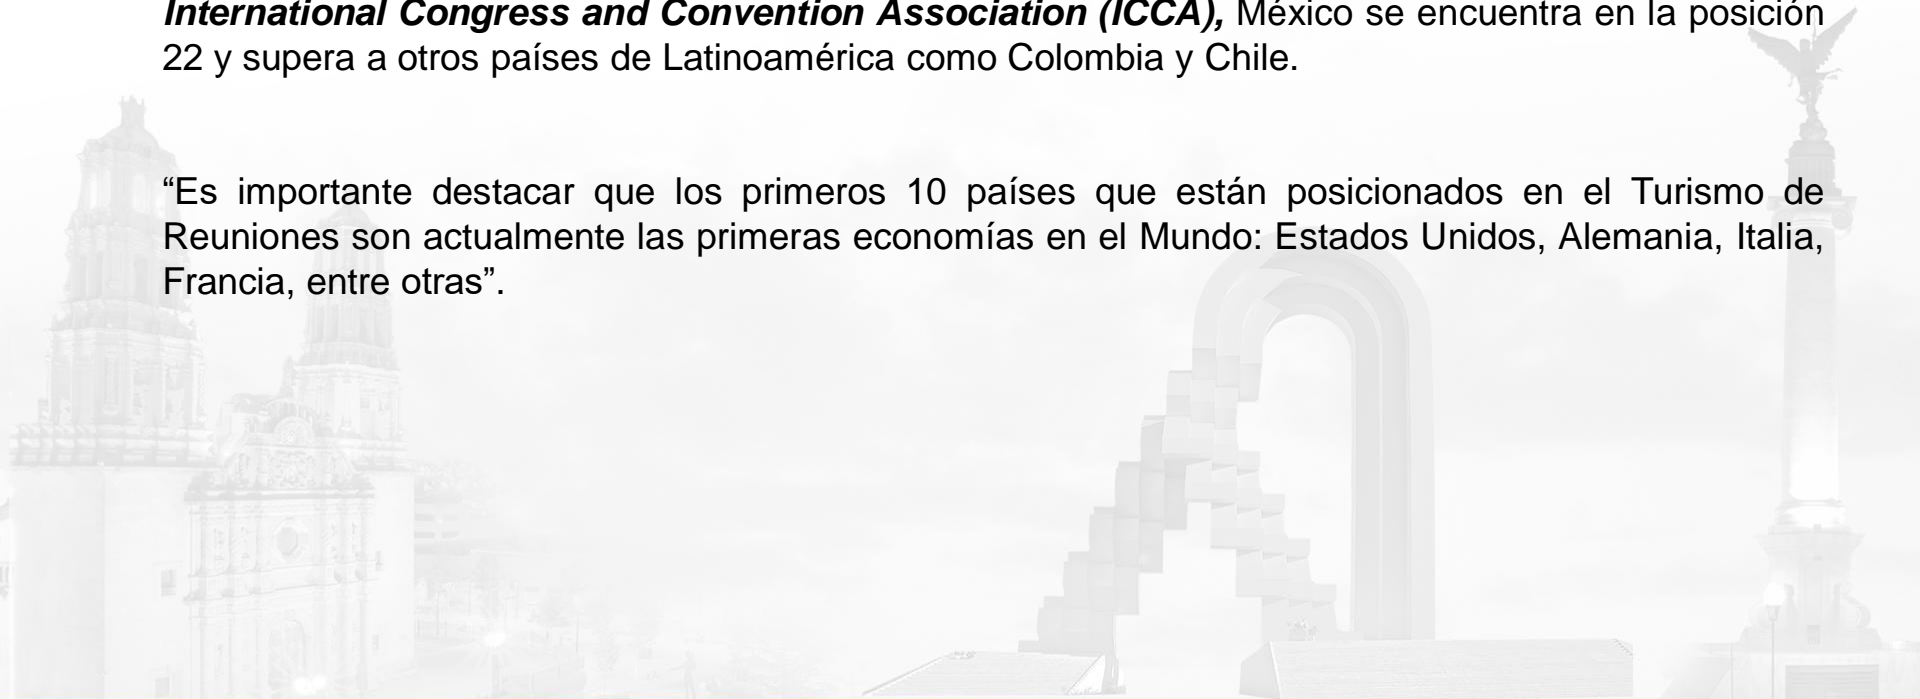 International Congress and Convention Association (ICCA), México se encuentra en la posición
22 y supera a otros países de Latinoamérica como Colombia y Chile.
“Es importante destacar que los primeros 10 países que están posicionados en el Turismo de
Reuniones son actualmente las primeras economías en el Mundo: Estados Unidos, Alemania, Italia,
Francia, entre otras”.